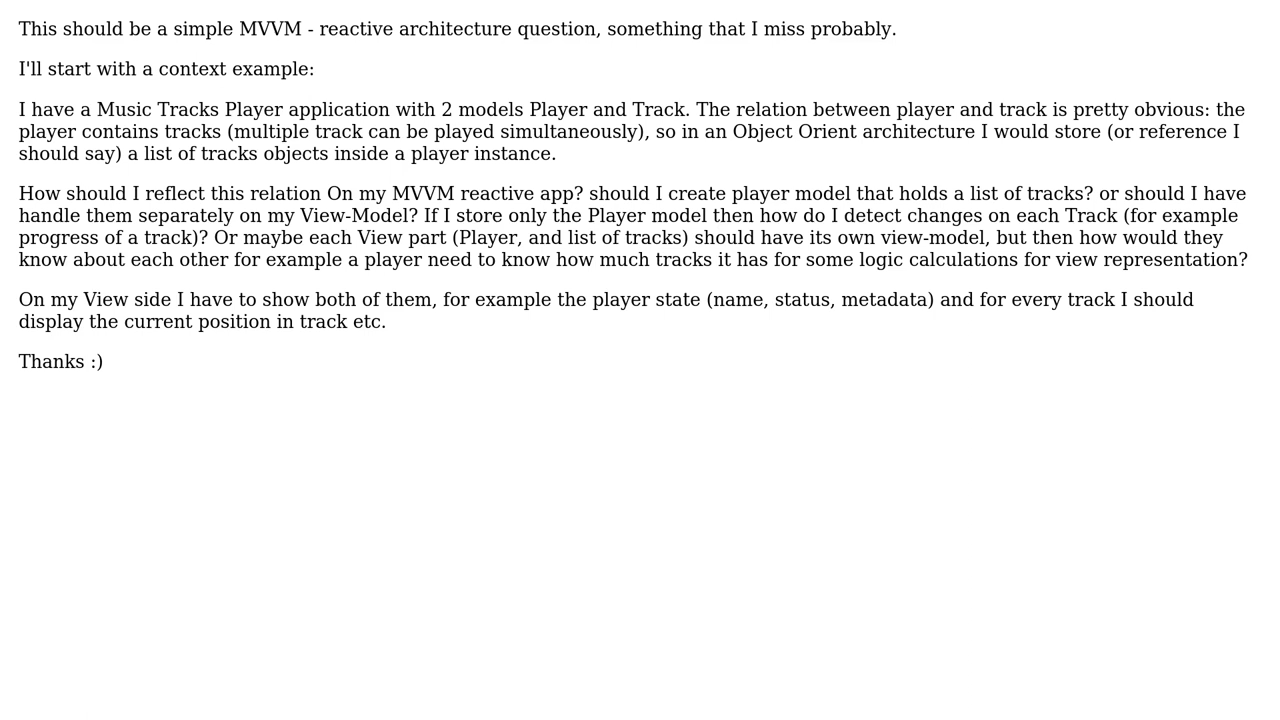 This should be a simple MVVM - reactive architecture question, something that I miss probably.
I'll start with a context example:
I have a Music Tracks Player application with 2 models Player and Track. The relation between player and track is pretty obvious: the
player contains tracks (multiple track can be played simultaneously), so in an Object Orient architecture I would store (or reference I
should say) a list of tracks objects inside a player instance.
How should I reflect this relation On my MVVM reactive app? should I create player model that holds a list of tracks? or should I have
handle them separately on my View-Model? If I store only the Player model then how do I detect changes on each Track (for example
progress of a track)? Or maybe each View part (Player, and list of tracks) should have its own view-model, but then how would they
know about each other for example a player need to know how much tracks it has for some logic calculations for view representation?
On my View side I have to show both of them, for example the player state (name, status, metadata) and for every track I should
display the current position in track etc.
Thanks :)